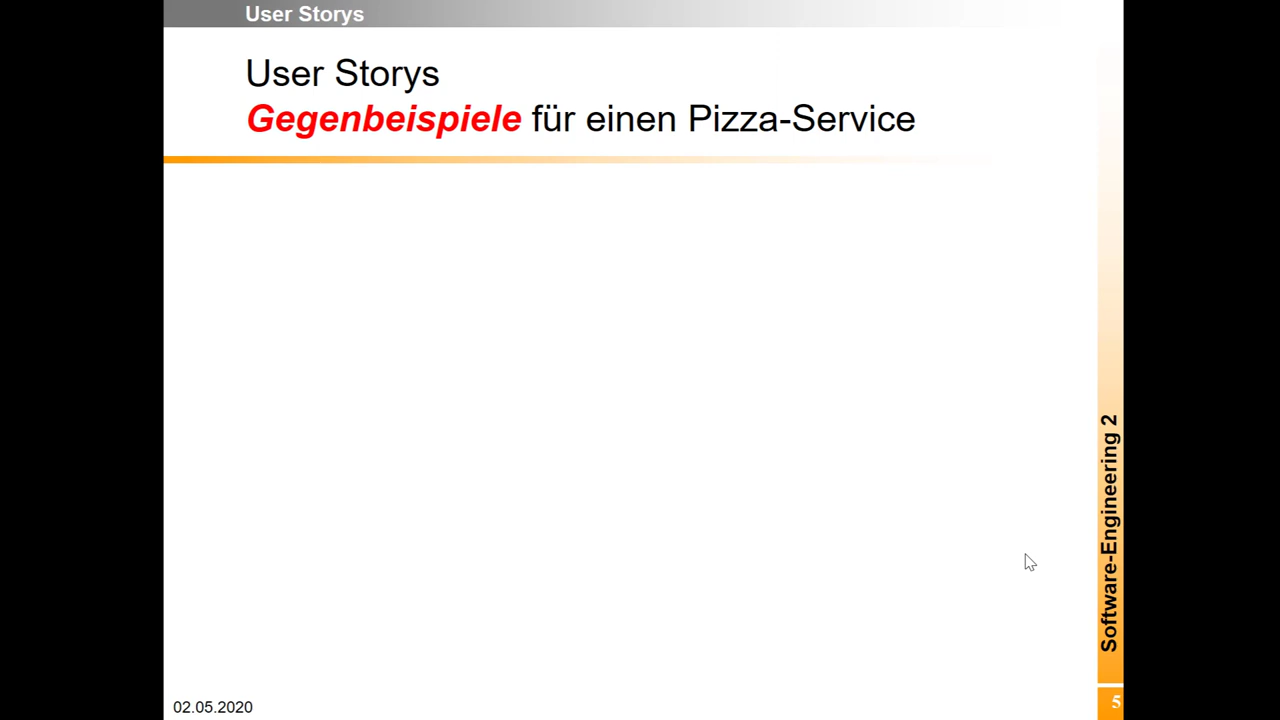 User Storys
User Storys
Gegenbeispiele für einen Pizza-Service
Software-Engineering 2
02.05.2020
5